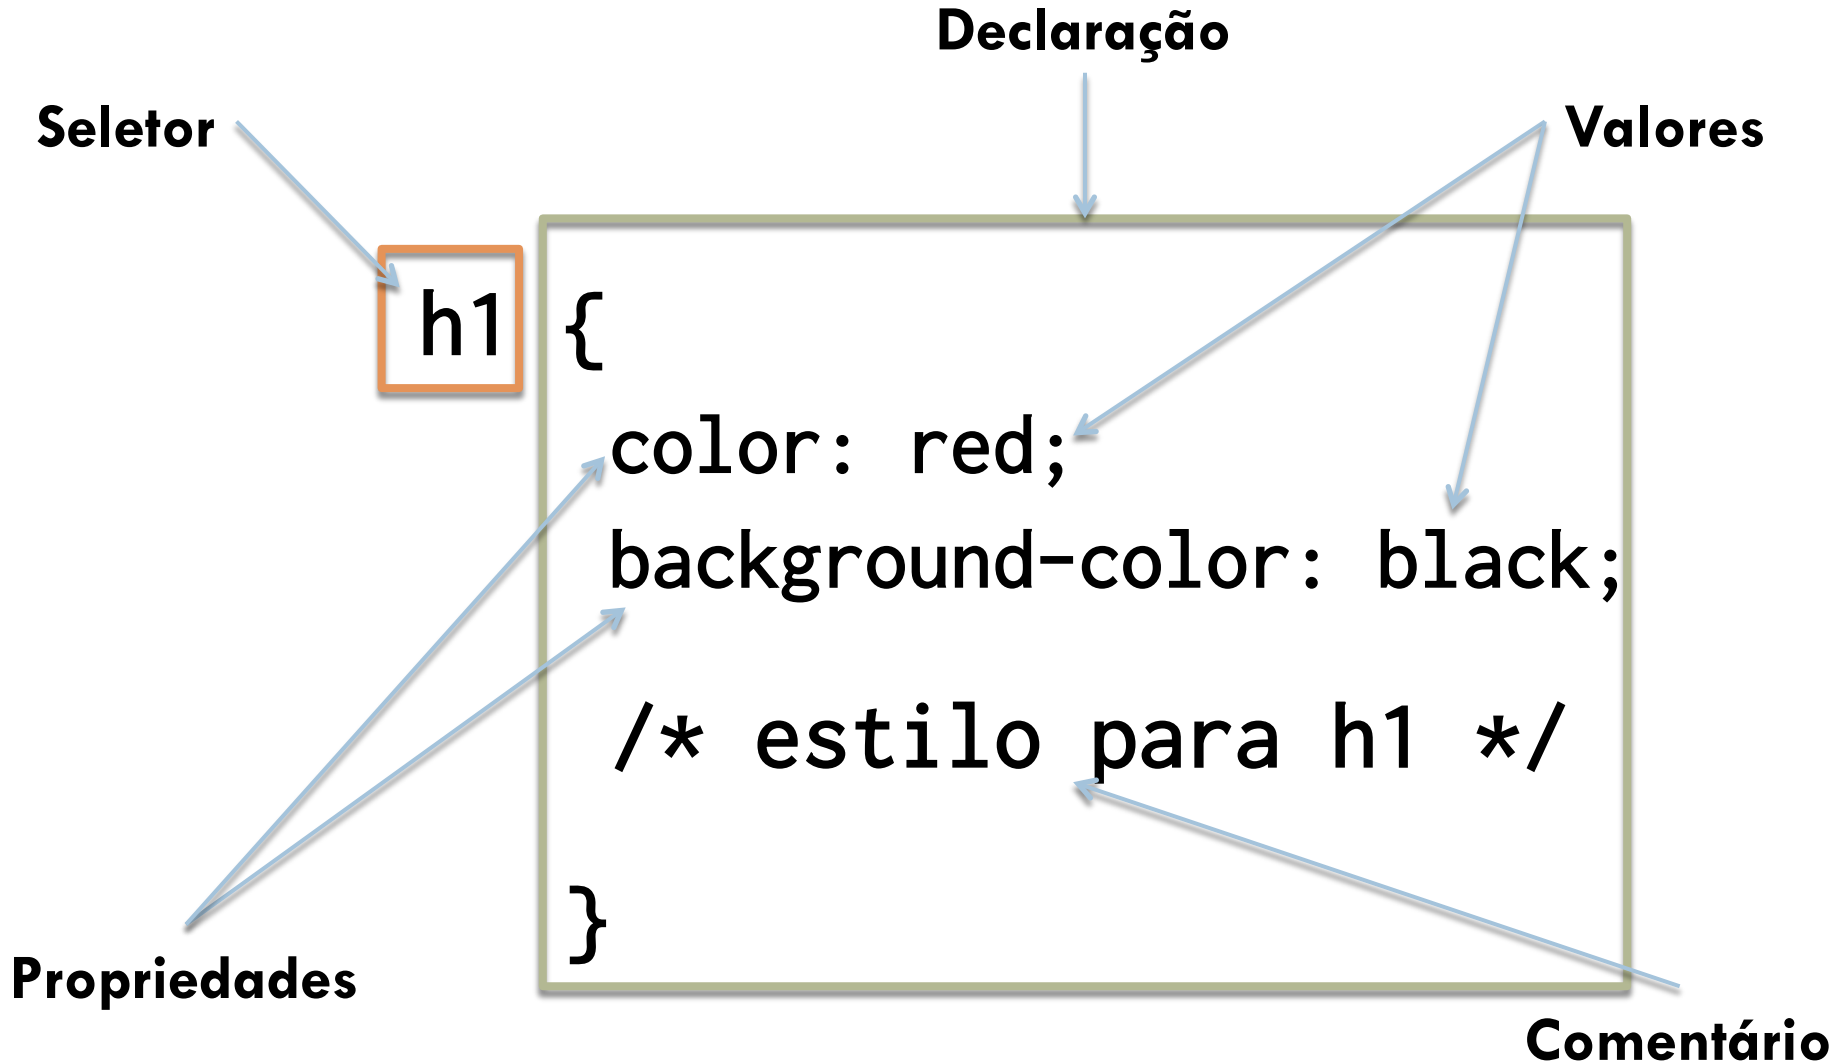 Declaração
Seletor
Valores
h1 {
color: red;
background-color: black;
/* estilo para h1 */
}
Propriedades
Comentário